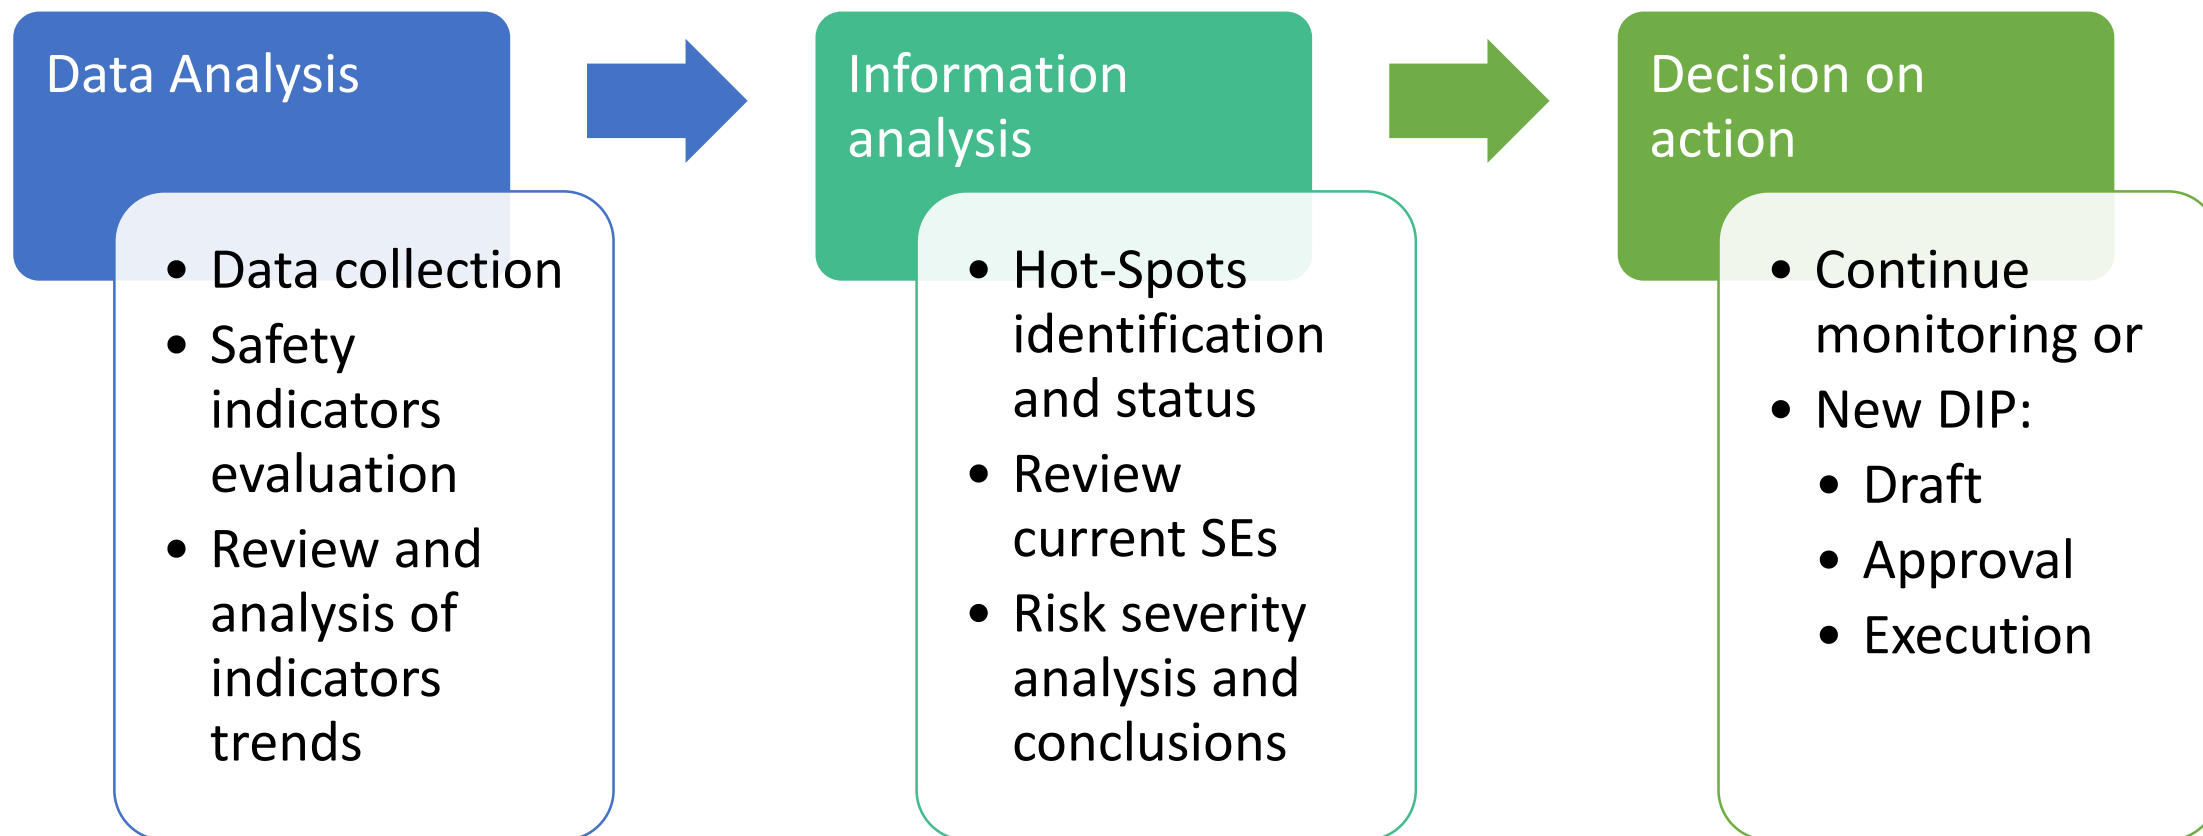 Data Analysis
• Data collection
• Safety
indicators
evaluation
• Review and
analysis of
indicators
trends
Information
analysis
• Hot-Spots
identification
and status
• Review
current SEs
• Risk severity
analysis and
conclusions
Decision on
action
• Continue
monitoring or
• New DIP:
• Draft
• Approval
• Execution